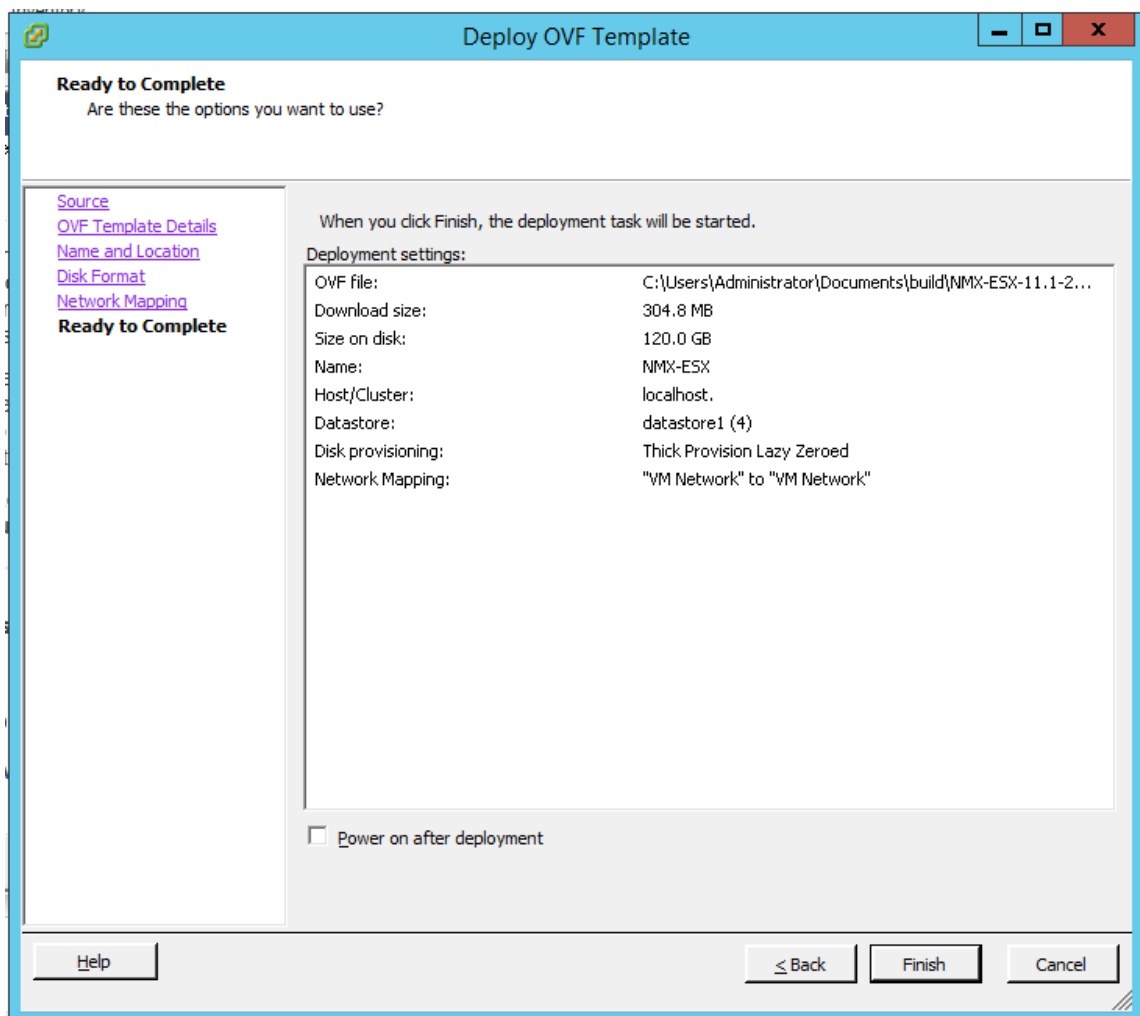 Deploy OVF Template
Ready to Complete
Are these the options you want to use?
Source
OVF Template Details
Name and Location
Disk Format
Network Mapping
Ready to Complete
When you click Finish, the deployment task will be started.
Deployment settings:
OVF file: C:\Users\Administrator\Documents\build\NMX-ESX-11.1-2...
Download size: 304.8 MB
Size on disk: 120.0 GB
Name: NMX-ESX
Host/Cluster: localhost.
Datastore: datastore1 (4)
Disk provisioning: Thick Provision Lazy Zeroed
Network Mapping: "VM Network" to "VM Network"
Power on after deployment
Help
< Back
Finish
Cancel